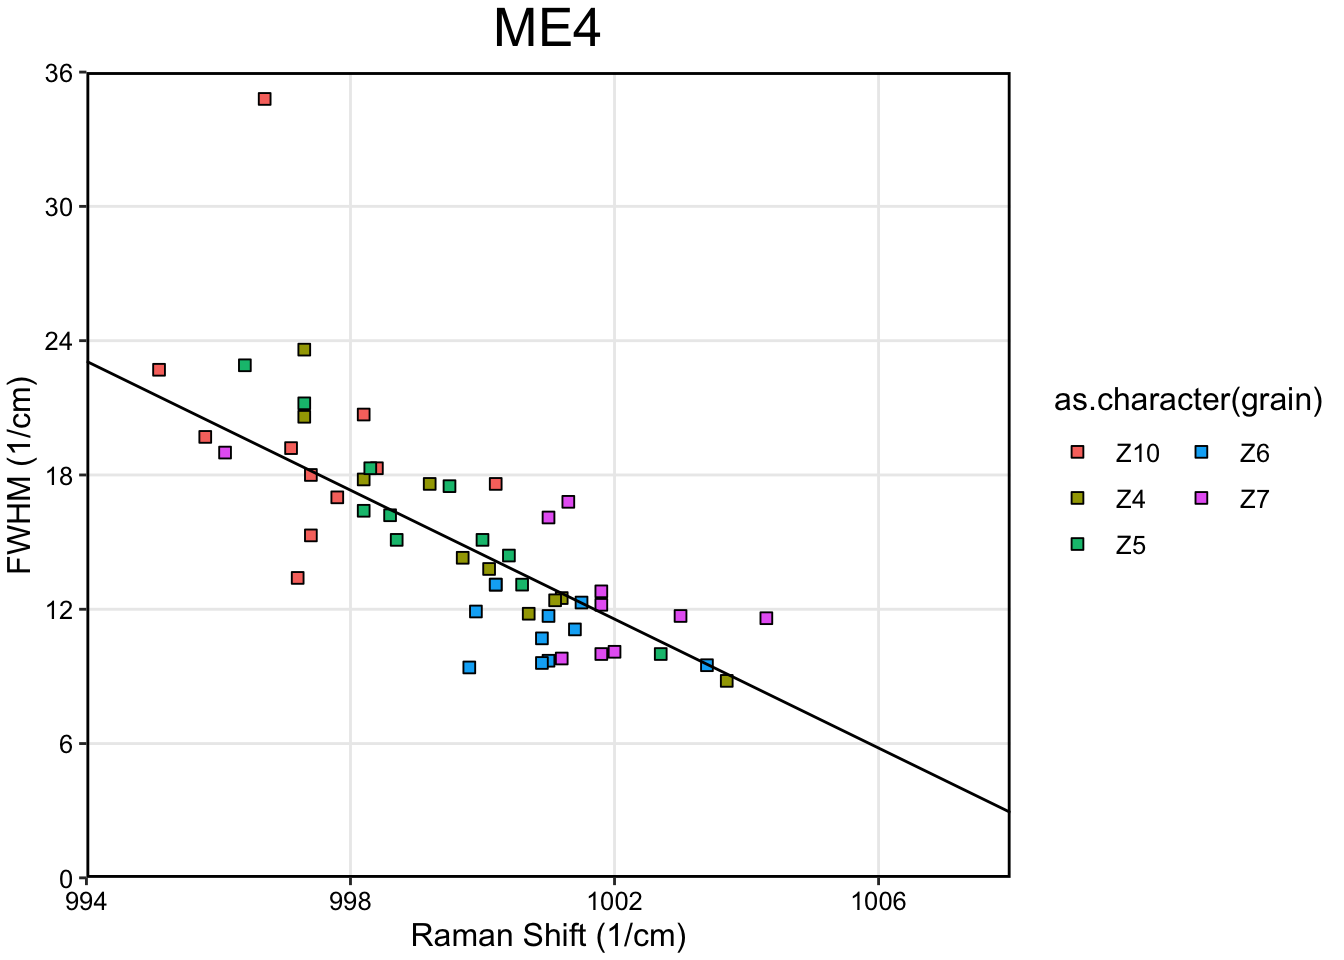 ME4
36
30
24
18
12
6
0
FWHM (1/cm)
994 998 1002 1006
Raman Shift (1/cm)
as.character(grain)
Z10 Z6
Z4 Z7
Z5